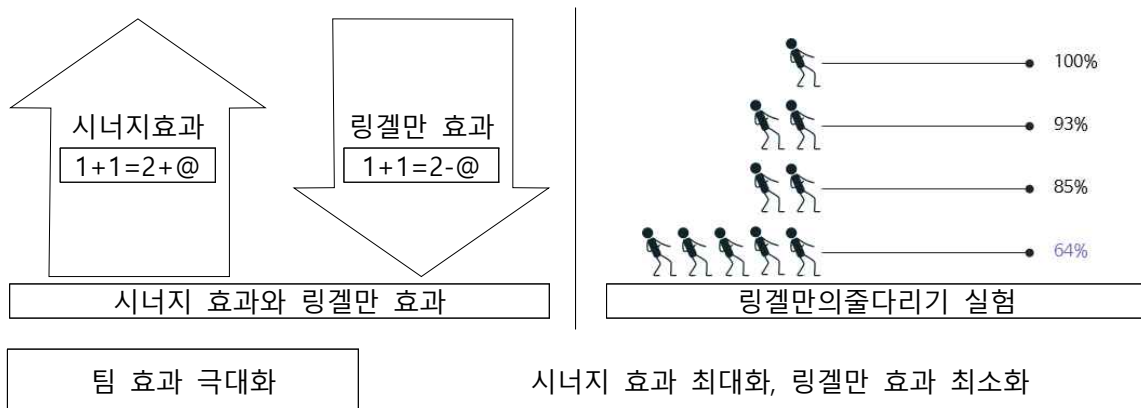 시너지효과
1+1=2+@
링겔만 효과
1+1=2-@
시너지 효과와 링겔만 효과
100%
93%
85%
64%
링겔만의줄다리기 실험
팀 효과 극대화
시너지 효과 최대화, 링겔만 효과 최소화